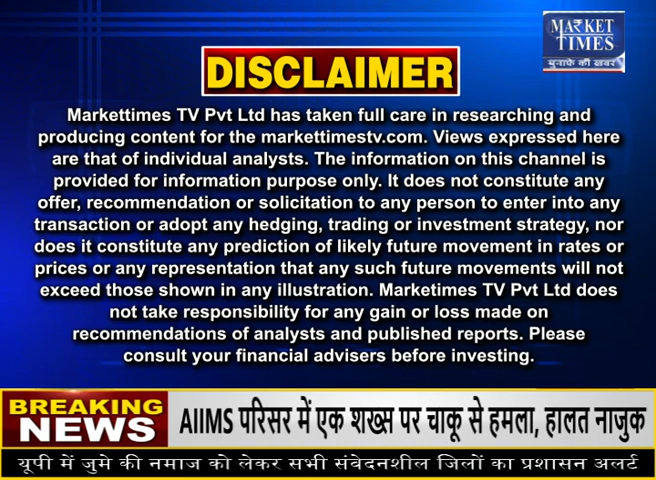 MARKET
TIMES
मुनाफे की खबर
DISCLAIMER
Markettimes TV Pvt Ltd has taken full care in researching and
producing content for the markettimestv.com. Views expressed here
are that of individual analysts. The information on this channel is
provided for information purpose only. It does not constitute any
offer, recommendation or solicitation to any person to enter into any
transaction or adopt any hedging, trading or investment strategy, nor
does it constitute any prediction of likely future movement in rates or
prices or any representation that any such future movements will not
exceed those shown in any illustration. Marketimes TV Pvt Ltd does
not take responsibility for any gain or loss made on
recommendations of analysts and published reports. Please
consult your financial advisers before investing.
BREAKING
NEWS
AIIMS परिसर में एक शख्स पर चाकू से हमला, हालत नाजुक
यूपी में जुमे की नमाज को लेकर सभी संवेदनशील जिलों का प्रशासन अलर्ट